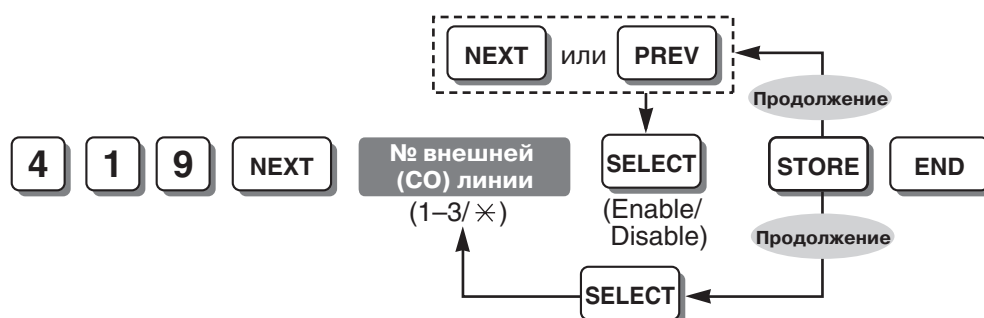 NEXT или PREV
Продолжение
4 1 9 NEXT № внешней (CO) линии SELECT STORE END
(1–3/✳)
(Enable/
Disable)
Продолжение
SELECT